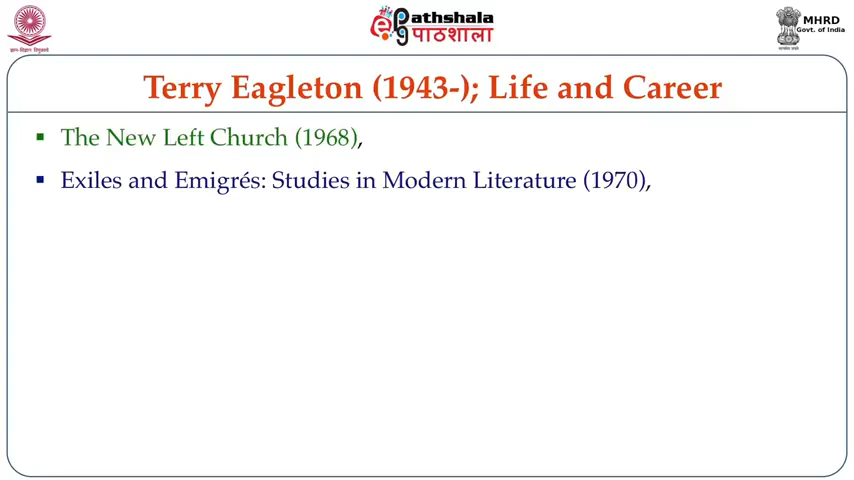 ePathshala
पाठशाला
MHRD
Govt. of India
Terry Eagleton (1943-); Life and Career
▪ The New Left Church (1968),
▪ Exiles and Emigrés: Studies in Modern Literature (1970),